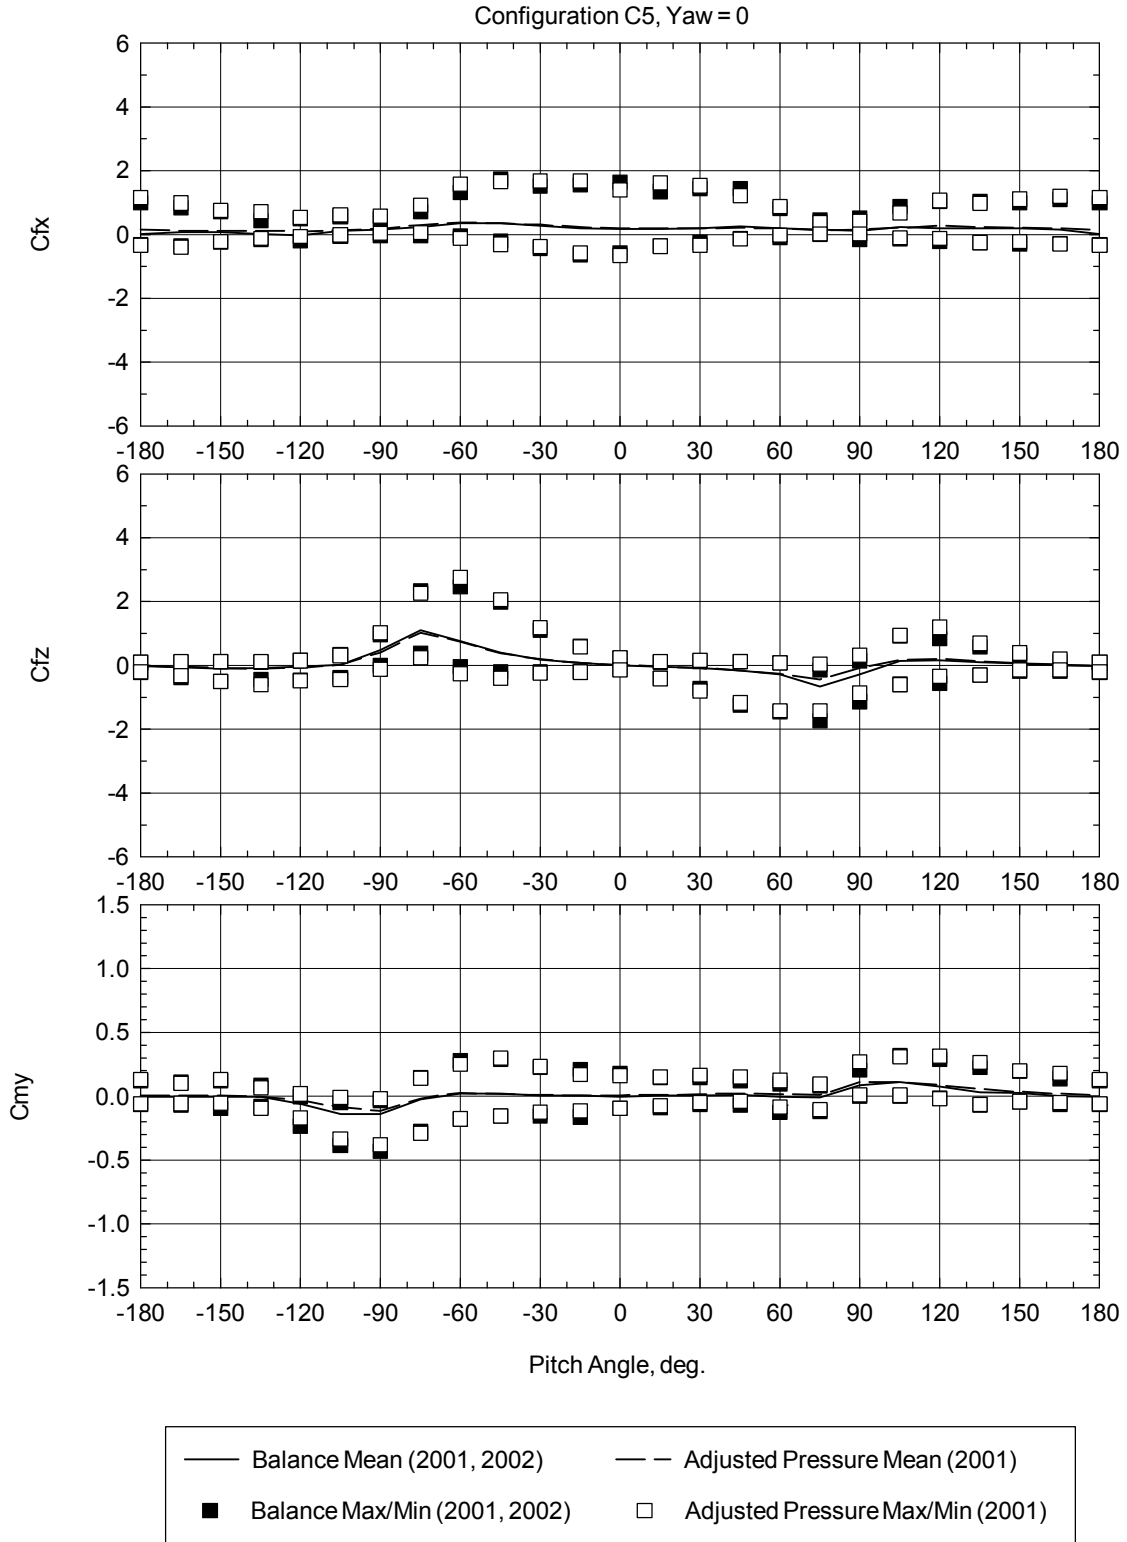 Configuration C5, Yaw = 0
6
4
2
0
-2
-4
-6
Cfx
-180 -150 -120 -90 -60 -30 0 30 60 90 120 150 180
6
4
2
0
-2
-4
-6
Cfz
-180 -150 -120 -90 -60 -30 0 30 60 90 120 150 180
1.5
1.0
0.5
0.0
-0.5
-1.0
-1.5
Cmy
-180 -150 -120 -90 -60 -30 0 30 60 90 120 150 180
Pitch Angle, deg.
Balance Mean (2001, 2002) Adjusted Pressure Mean (2001)
Balance Max/Min (2001, 2002) Adjusted Pressure Max/Min (2001)